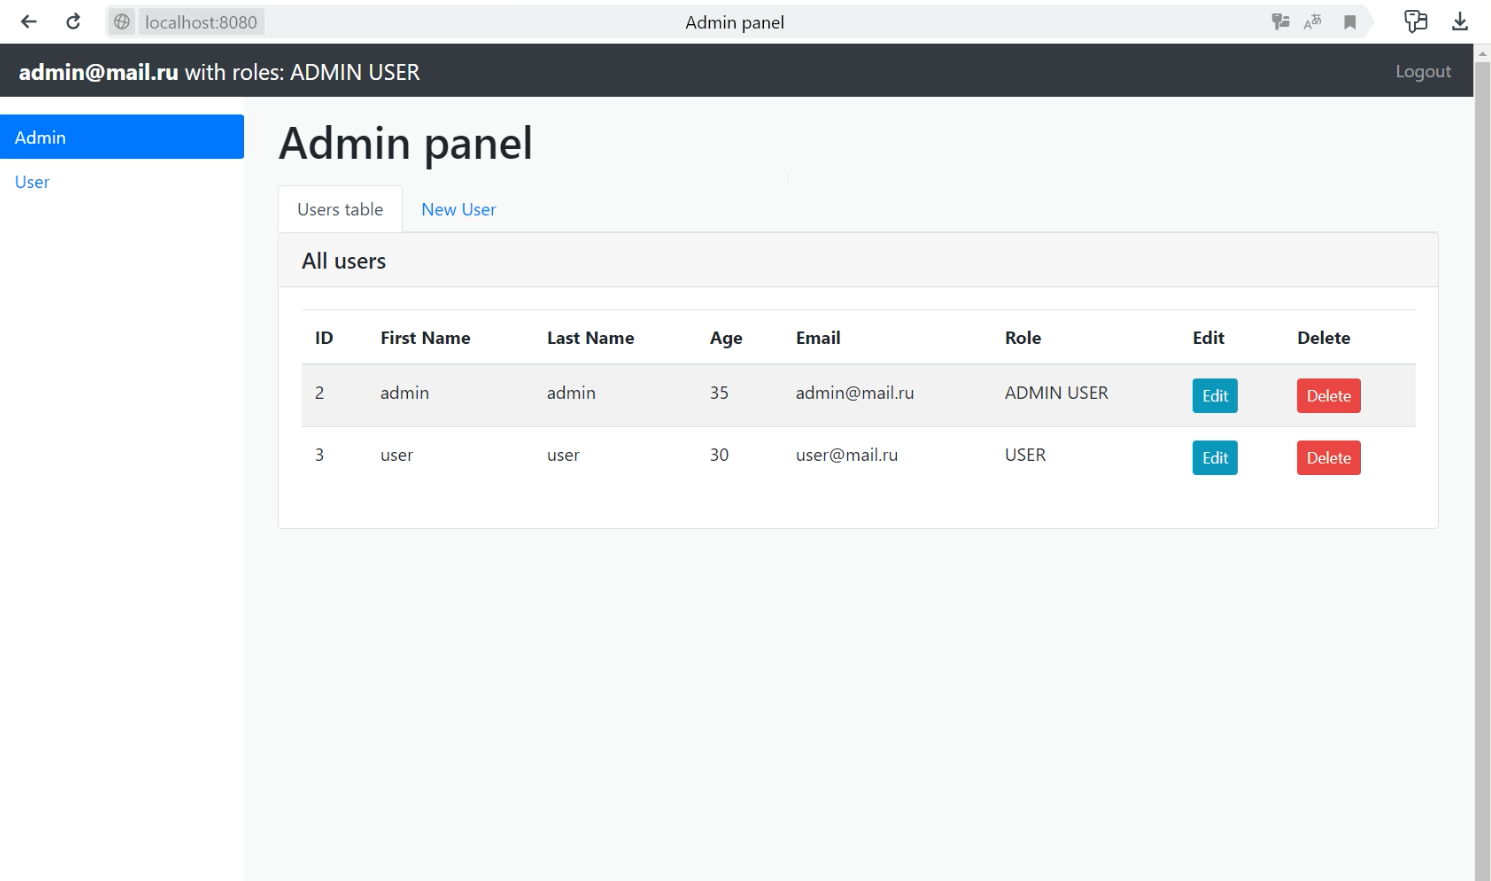 localhost:8080 Admin panel
admin@mail.ru with roles: ADMIN USER Logout
Admin
User
Admin panel
Users table New User
All users
ID First Name Last Name Age Email Role Edit Delete
2 admin admin 35 admin@mail.ru ADMIN USER Edit Delete
3 user user 30 user@mail.ru USER Edit Delete